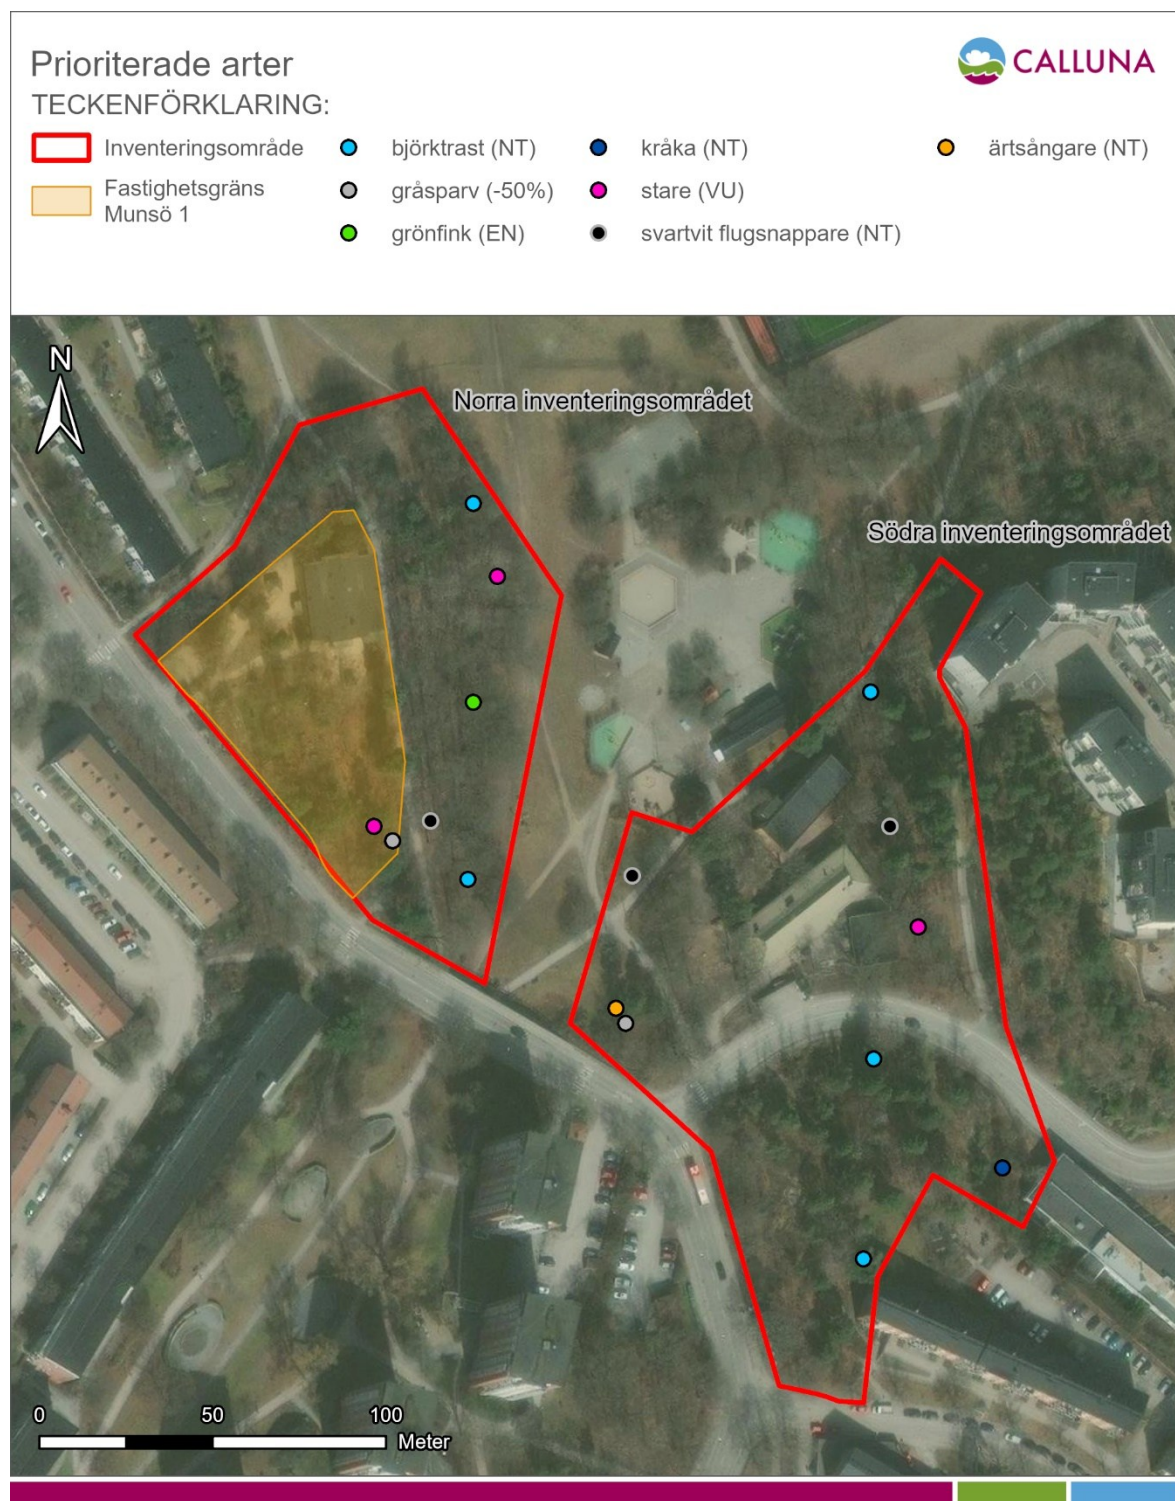 Prioriterade arter
CALLUNA
TECKENFÖRKLARING:
Inventeringsområde
Fastighetsgräns
Munsö 1
björktrast (NT)
gråsparv (-50%)
grönfink (EN)
kråka (NT)
stare (VU)
svartvit flugsnappare (NT)
ärtsångare (NT)
N
Norra inventeringsområdet
Södra inventeringsområdet
0 50 100
Meter